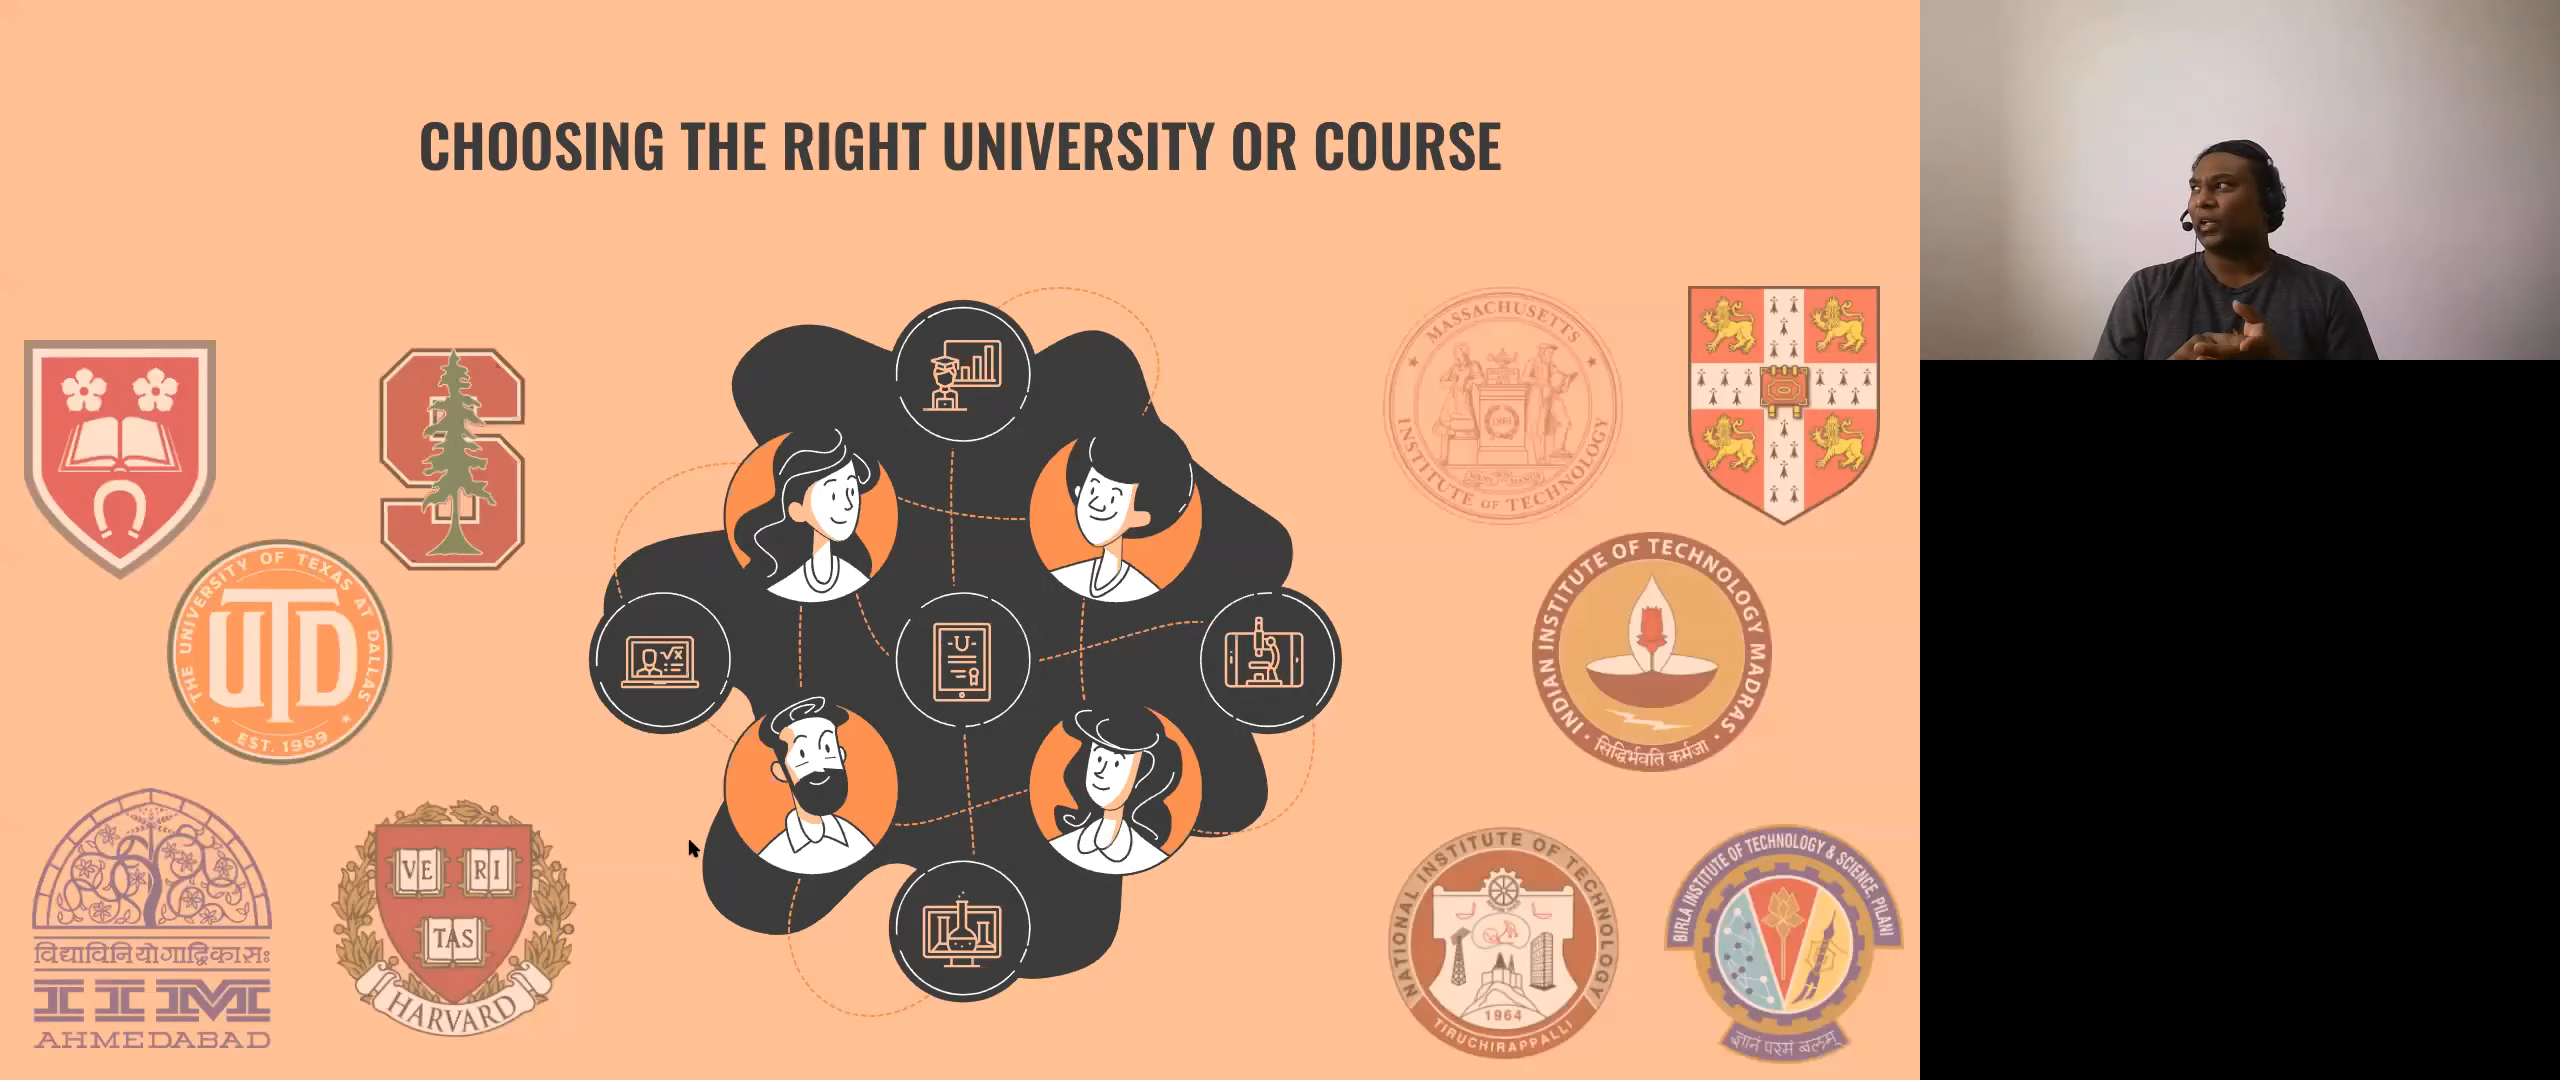 CHOOSING THE RIGHT UNIVERSITY OR COURSE
THE UNIVERSITY OF TEXAS AT DALLAS
UTD
EST. 1969
विद्याविनियोगाद्विकासः
IIM
AHMEDABAD
VE RI
TAS
HARVARD
U
√x
MASSACHUSETTS
INSTITUTE OF TECHNOLOGY
1861
INDIAN INSTITUTE OF TECHNOLOGY MADRAS
सिद्धिर्भवति कर्मजा
NATIONAL INSTITUTE OF TECHNOLOGY
1964
TIRUCHIRAPPALLI
BIRLA INSTITUTE OF TECHNOLOGY & SCIENCE, PILANI
ज्ञानं परमं बलम्